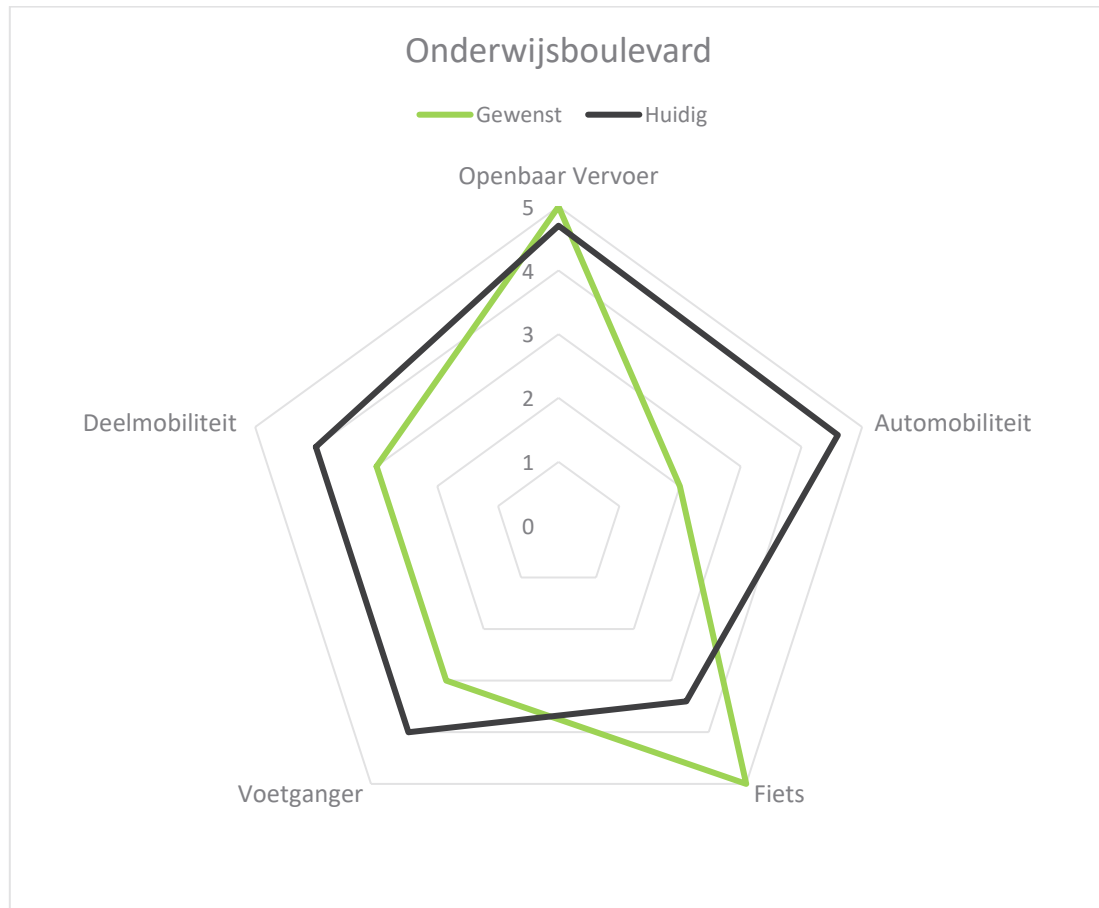 Onderwijsboulevard
Gewenst Huidig
Openbaar Vervoer
5
4
3
2
1
0
Deelmobiliteit
Automobiliteit
Voetganger
Fiets